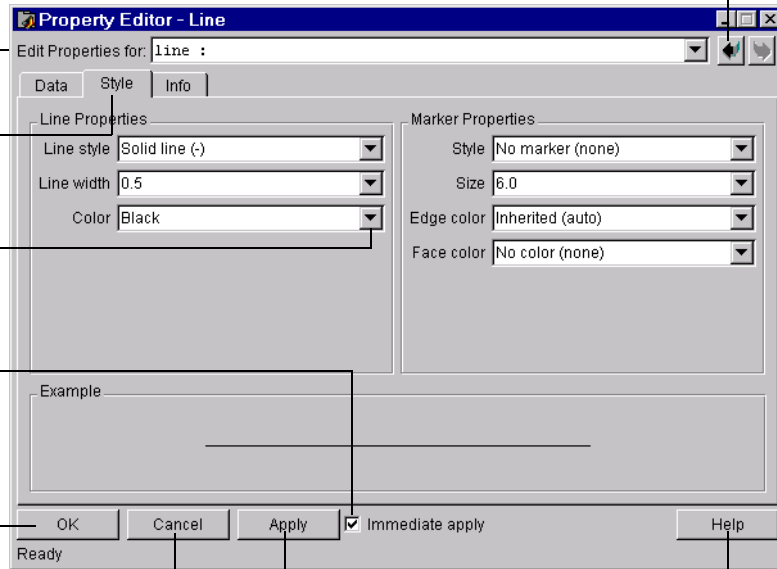 Property Editor - Line
Edit Properties for: line :
Data Style Info
Line Properties
Line style Solid line (-)
Line width 0.5
Color Black
Marker Properties
Style No marker (none)
Size 6.0
Edge color Inherited (auto)
Face color No color (none)
Example
OK Cancel Apply Immediate apply Help
Ready